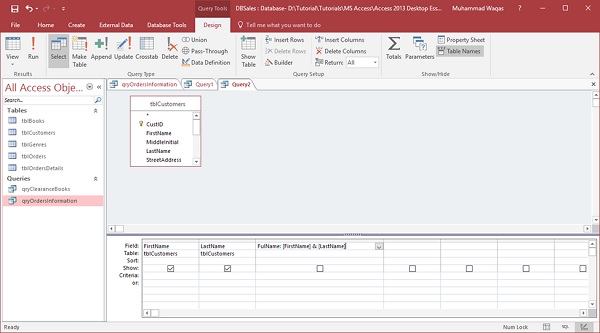 Query Tools
DBSales : Database- D:\Tutorial\Tutorials\MS Access\Access 2013 Desktop Ess...
Muhammad Waqas
File
Home
Create
External Data
Database Tools
Design
Tell me what you want to do
View
Run
Select
Make Table
Append
Update
Crosstab
Delete
Union
Pass-Through
Data Definition
Show Table
Insert Rows
Delete Rows
Builder
Insert Columns
Delete Columns
Return: All
Totals
Parameters
Property Sheet
Table Names
Results
Query Type
Query Setup
Show/Hide
All Access Obje...
Search...
Tables
tblBooks
tblCustomers
tblGenres
tblOrders
tblOrdersDetails
Queries
qryClearanceBooks
qryOrdersInformation
qryOrdersInformation
Query1
Query2
tblCustomers
*
CustID
FirstName
MiddleInitial
LastName
StreetAddress
Field: FirstName LastName FulName: [FirstName] & [LastName]
Table: tblCustomers tblCustomers
Sort:
Show:
Criteria:
or:
Ready
Num Lock
SQL